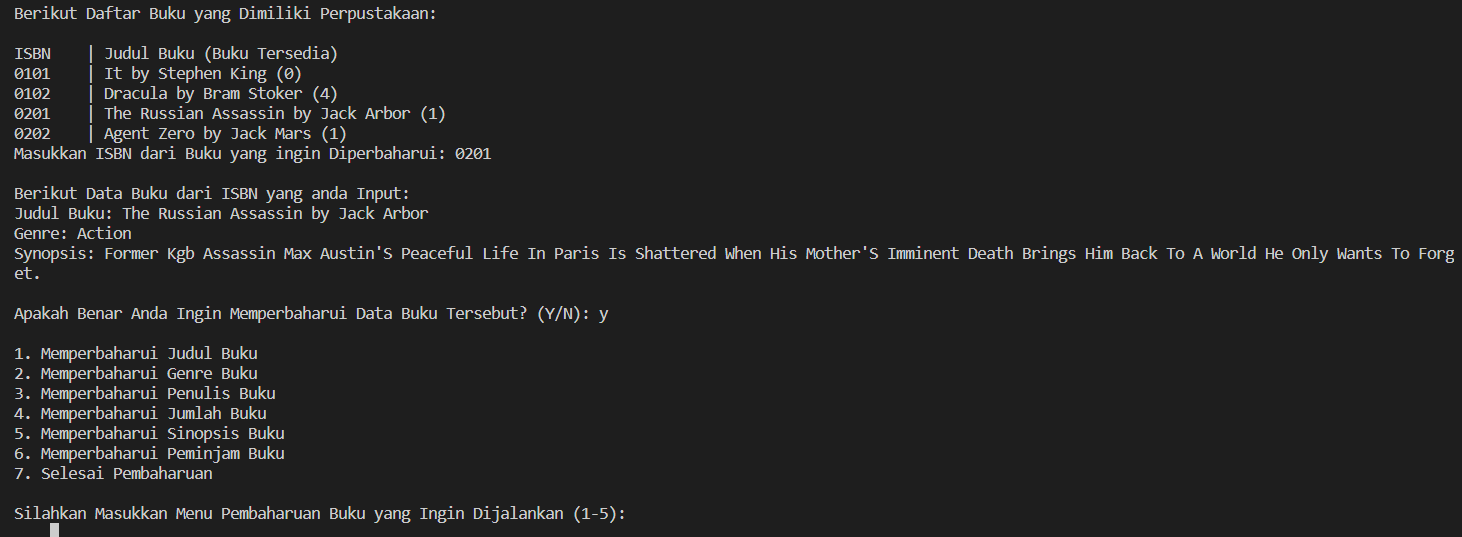 Berikut Daftar Buku yang Dimiliki Perpustakaan:
ISBN    | Judul Buku (Buku Tersedia)
0101    | It by Stephen King (0)
0102    | Dracula by Bram Stoker (4)
0201    | The Russian Assassin by Jack Arbor (1)
0202    | Agent Zero by Jack Mars (1)
Masukkan ISBN dari Buku yang ingin Diperbaharui: 0201
Berikut Data Buku dari ISBN yang anda Input:
Judul Buku: The Russian Assassin by Jack Arbor
Genre: Action
Synopsis: Former Kgb Assassin Max Austin'S Peaceful Life In Paris Is Shattered When His Mother'S Imminent Death Brings Him Back To A World He Only Wants To Forg
et.
Apakah Benar Anda Ingin Memperbaharui Data Buku Tersebut? (Y/N): y
1. Memperbaharui Judul Buku
2. Memperbaharui Genre Buku
3. Memperbaharui Penulis Buku
4. Memperbaharui Jumlah Buku
5. Memperbaharui Sinopsis Buku
6. Memperbaharui Peminjam Buku
7. Selesai Pembaharuan
Silahkan Masukkan Menu Pembaharuan Buku yang Ingin Dijalankan (1-5):